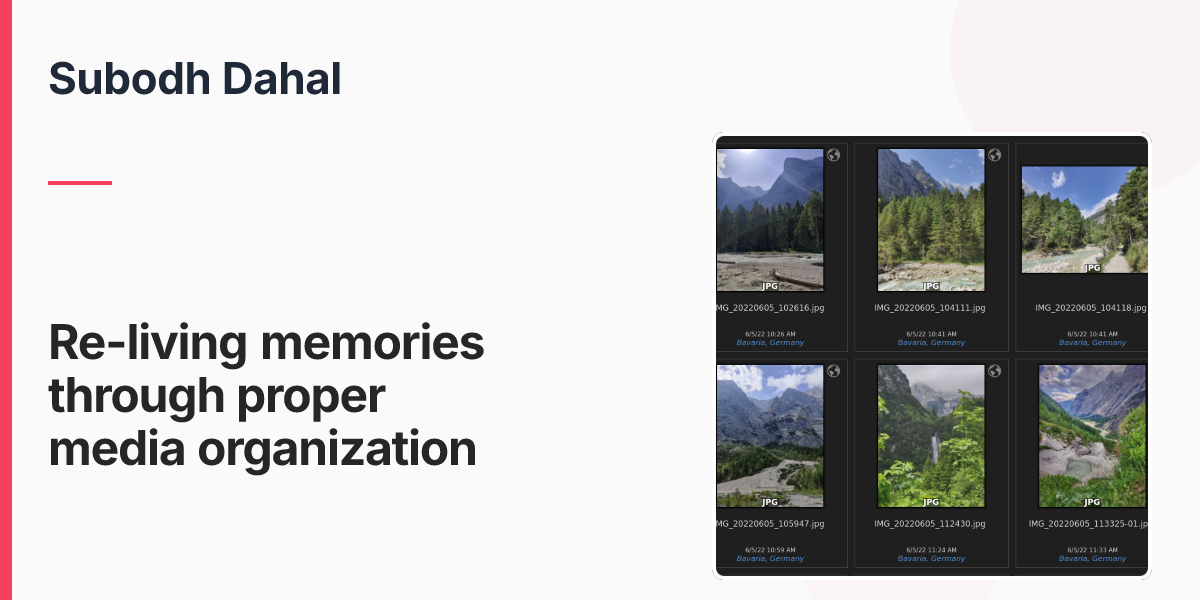 Subodh Dahal
Re-living memories
through proper
media organization
JPG
JPG
JPG
MG_20220605_102616.jpg
IMG_20220605_104111.jpg
IMG_20220605_104118.jpg
6/5/22 10:26 AM
6/5/22 10:41 AM
6/5/22 10:41 AM
Bavaria, Germany
Bavaria, Germany
Bavaria, Germany
JPG
JPG
JPG
MG_20220605_105947.jpg
IMG_20220605_112430.jpg
IMG_20220605_113325-01.jp
6/5/22 10:59 AM
6/5/22 11:24 AM
6/5/22 11:33 AM
Bavaria, Germany
Bavaria, Germany
Bavaria, Germany